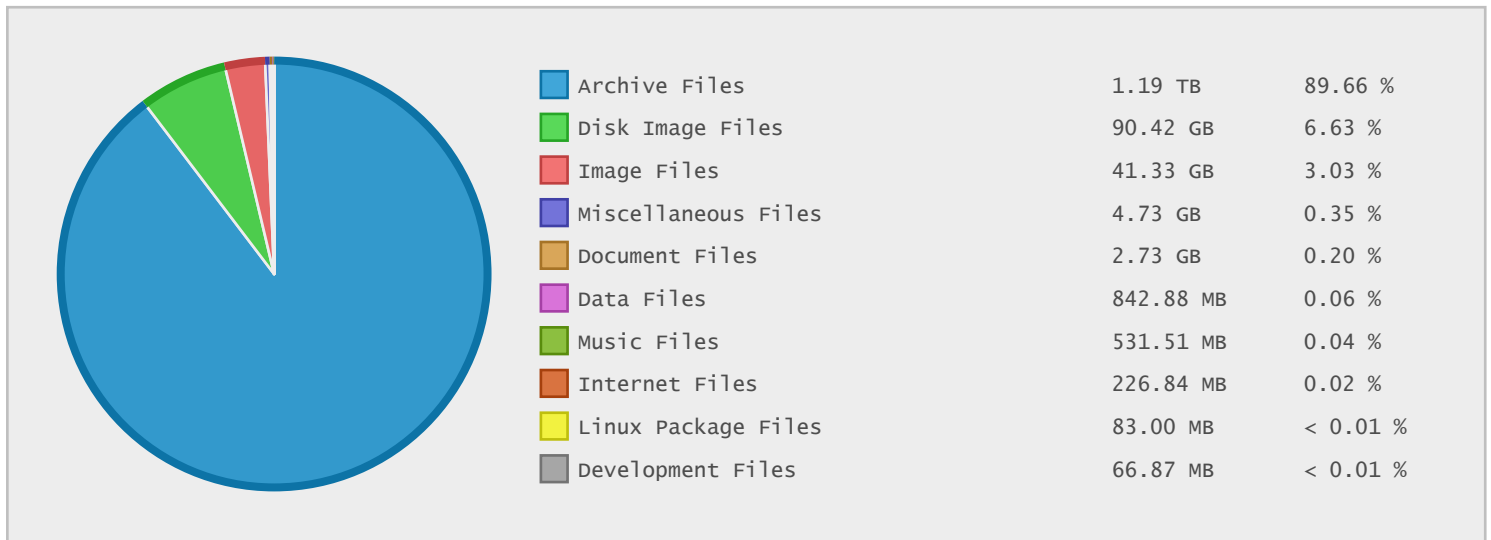 Archive Files 1.19 TB 89.66 %
Disk Image Files 90.42 GB 6.63 %
Image Files 41.33 GB 3.03 %
Miscellaneous Files 4.73 GB 0.35 %
Document Files 2.73 GB 0.20 %
Data Files 842.88 MB 0.06 %
Music Files 531.51 MB 0.04 %
Internet Files 226.84 MB 0.02 %
Linux Package Files 83.00 MB < 0.01 %
Development Files 66.87 MB < 0.01 %